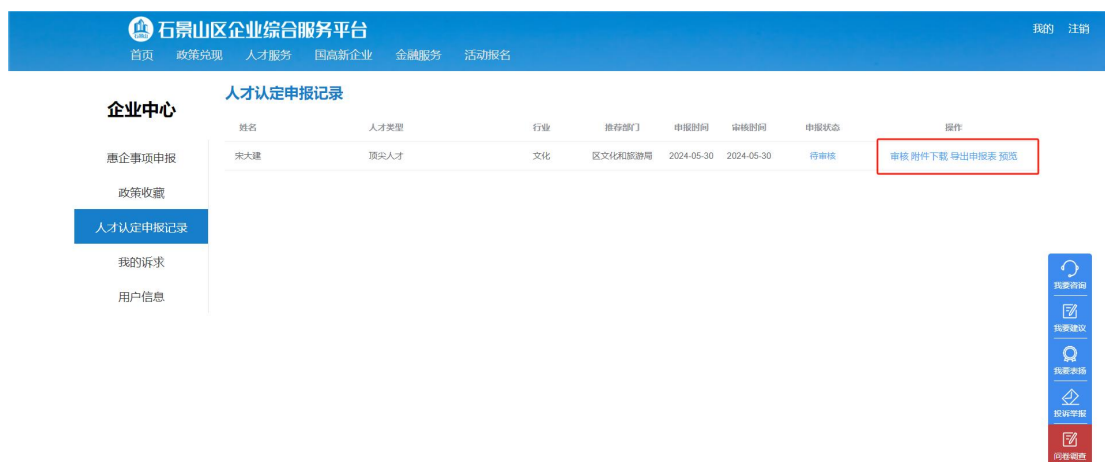 石景山区企业综合服务平台
我的 注销
首页 政策兑现 人才服务 国高新企业 金融服务 活动报名
企业中心
惠企事项申报
政策收藏
人才认定申报记录
我的诉求
用户信息
人才认定申报记录
姓名 人才类型 行业 推荐部门 申报时间 审核时间 申报状态 操作
宋大建 顶尖人才 文化 区文化和旅游局 2024-05-30 2024-05-30 待审核 审核 附件下载 导出申报表 预览
我要咨询
我要建议
我要表扬
投诉举报
问卷调查